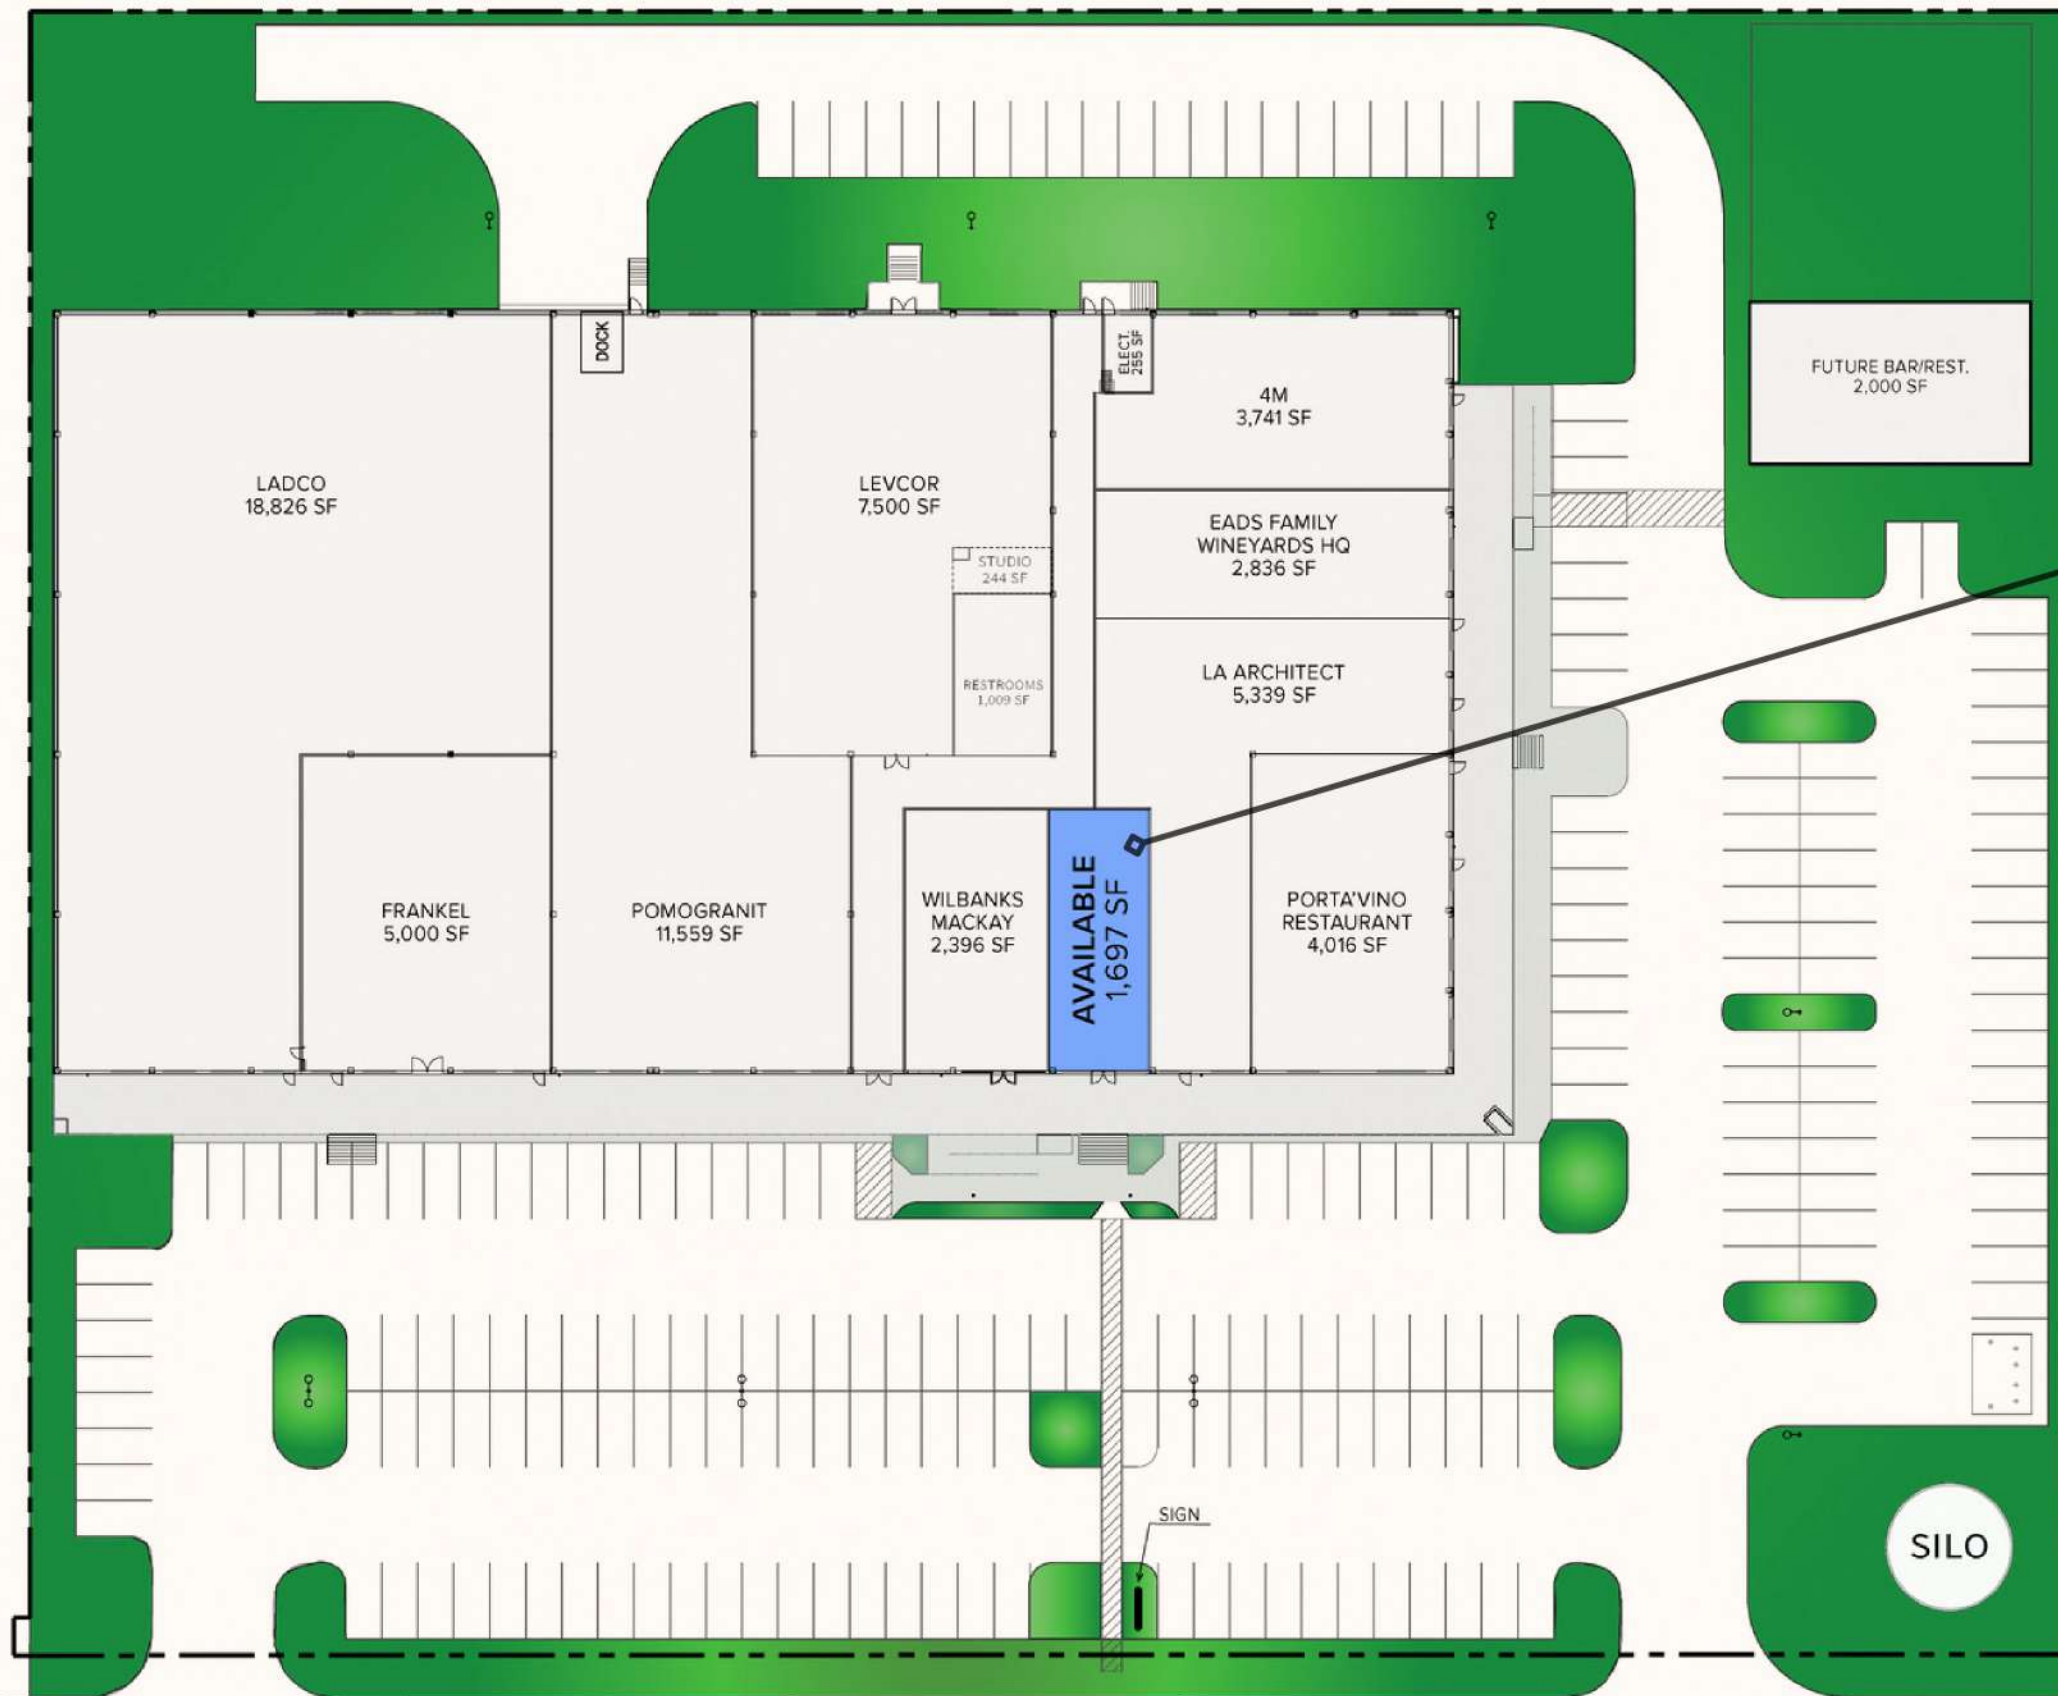 DOCK
ELECT.
255 SF
4M
3,741 SF
FUTURE BAR/REST.
2,000 SF
LADCO
18,826 SF
LEVCOR
7,500 SF
EADS FAMILY
WINEYARDS HQ
2,836 SF
STUDIO
244 SF
RESTROOMS
1,009 SF
LA ARCHITECT
5,339 SF
FRANKEL
5,000 SF
POMOGRANIT
11,559 SF
WILBANKS
MACKAY
2,396 SF
AVAILABLE
1,697 SF
PORTA'VINO
RESTAURANT
4,016 SF
SIGN
SILO